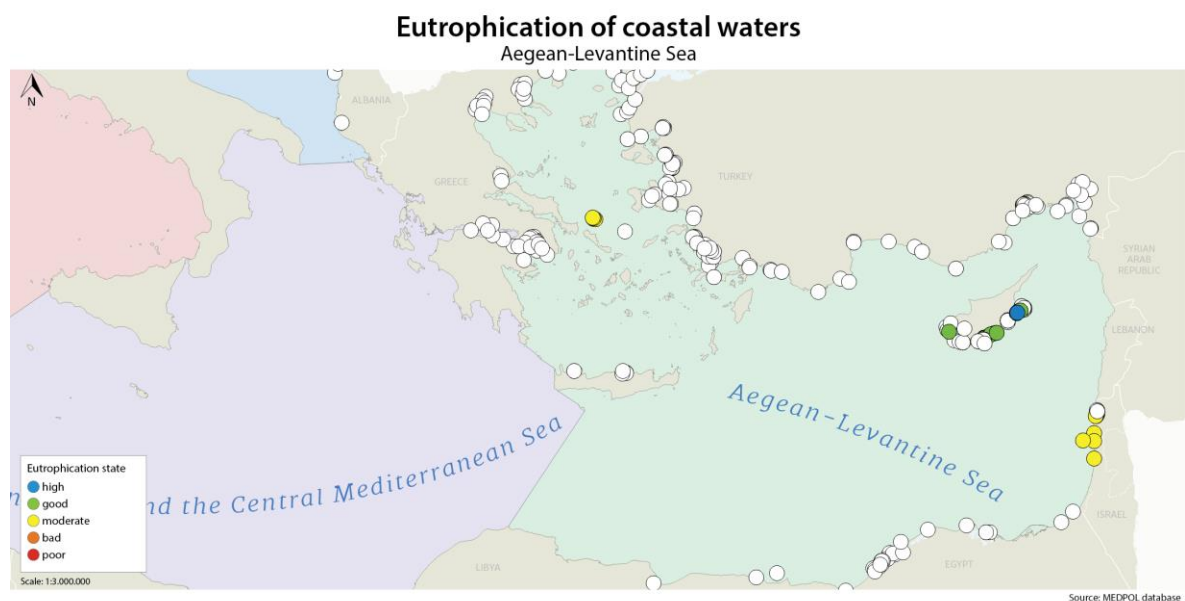 Eutrophication of coastal waters
Aegean-Levantine Sea
N
ALBANIA
GREECE
TURKEY
SYRIAN
ARAB
REPUBLIC
LEBANON
Aegean-Levantine Sea
nd the Central Mediterranean Sea
ISRAEL
LIBYA
EGYPT
Eutrophication state
high
good
moderate
bad
poor
Scale: 1:3.000.000
Source: MEDPOL database